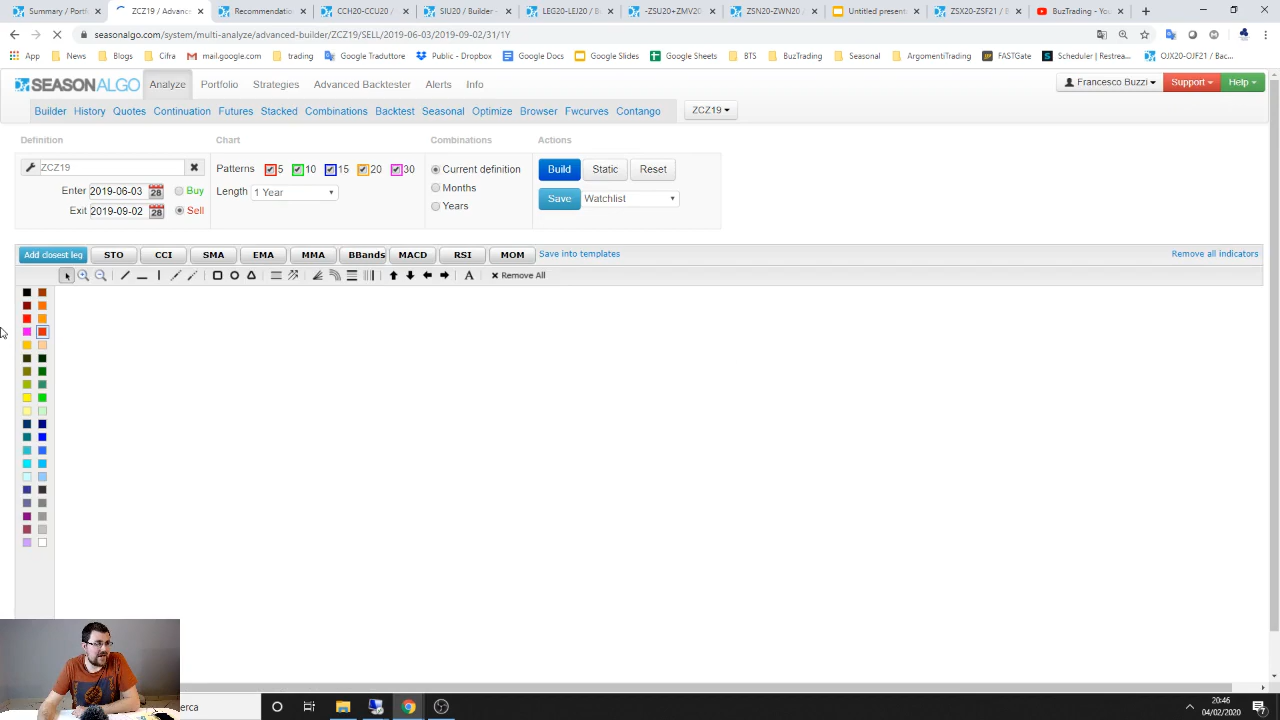 Summary / Portfo
ZCZ19 / Advance
Recommendation
CCH20-CCU20 /
SIU20 / Builder -
LEG20-LEJ20 / B
-ZSU20+ZMV20
ZSN20-ZWN20 -
Untitled present
ZSX20-ZSF21 / B
BuzTrading - You
seasonalgo.com/system/multi-analyze/advanced-builder/ZCZ19/SELL/2019-06-03/2019-09-02/31/1Y
App
News
Blogs
Cifra
mail.google.com
trading
Google Traduttore
Public - Dropbox
Google Docs
Google Slides
Google Sheets
BTS
BuzTrading
Seasonal
ArgomentiTrading
FASTGate
Scheduler | Restrea...
OJX20-OJF21 / Bac...
SEASONALGO
Analyze
Portfolio
Strategies
Advanced Backtester
Alerts
Info
Francesco Buzzi
Support
Help
Builder
History
Quotes
Continuation
Futures
Stacked
Combinations
Backtest
Seasonal
Optimize
Browser
Fwcurves
Contango
ZCZ19
Definition
Chart
Combinations
Actions
ZCZ19
Patterns
5
10
15
20
30
Current definition
Build
Static
Reset
Enter
2019-06-03
28
Buy
Length
1 Year
Months
Save
Watchlist
Exit
2019-09-02
28
Sell
Years
Add closest leg
STO
CCI
SMA
EMA
MMA
BBands
MACD
RSI
MOM
Save into templates
Remove all indicators
A
Remove All
erca
20:46
04/02/2020